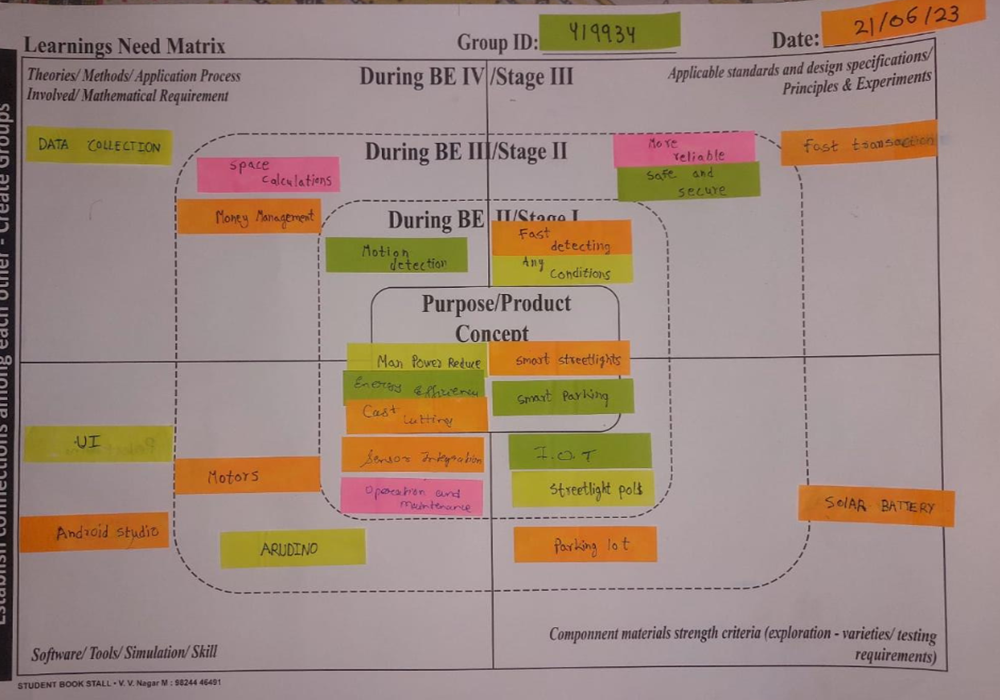 Establish connections among each other - Create Groups
Learnings Need Matrix
Group ID:
419934
Date:
21/06/23
Theories/ Methods/ Application Process
Involved/ Mathematical Requirement
During BE IV/Stage III
Applicable standards and design specifications/
Principles & Experiments
DATA COLLECTION
Space
Calculations
Money Management
During BE III/Stage II
More
reliable
Safe and
secure
Fast transaction
During BE II/Stage I
Motion
detection
Fast
detecting
Any
Conditions
Purpose/Product
Concept
Man Power Reduce
Energy Efficiency
Cast
Cutting
Sensor Integration
Operation and
Maintenance
Smart streetlights
Smart Parking
I.O.T
Streetlight pols
UI
Motors
Android studio
ARUDINO
Parking lot
SOlAR BATTERY
Software/ Tools/ Simulation/ Skill
Componnent materials strength criteria (exploration - varieties/ testing
requirements)
STUDENT BOOK STALL • V. V. Nagar M : 98244 46491